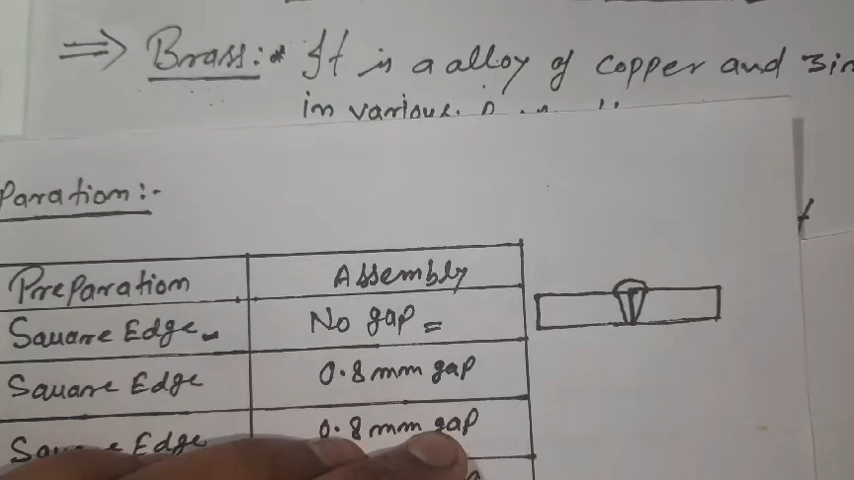 ⇒ Brass:- It is a alloy of copper and zin
in various
Paration:-
Preparation Assembly
Square Edge No gap
Square Edge 0.8 mm gap
Square Edge 0.8 mm gap